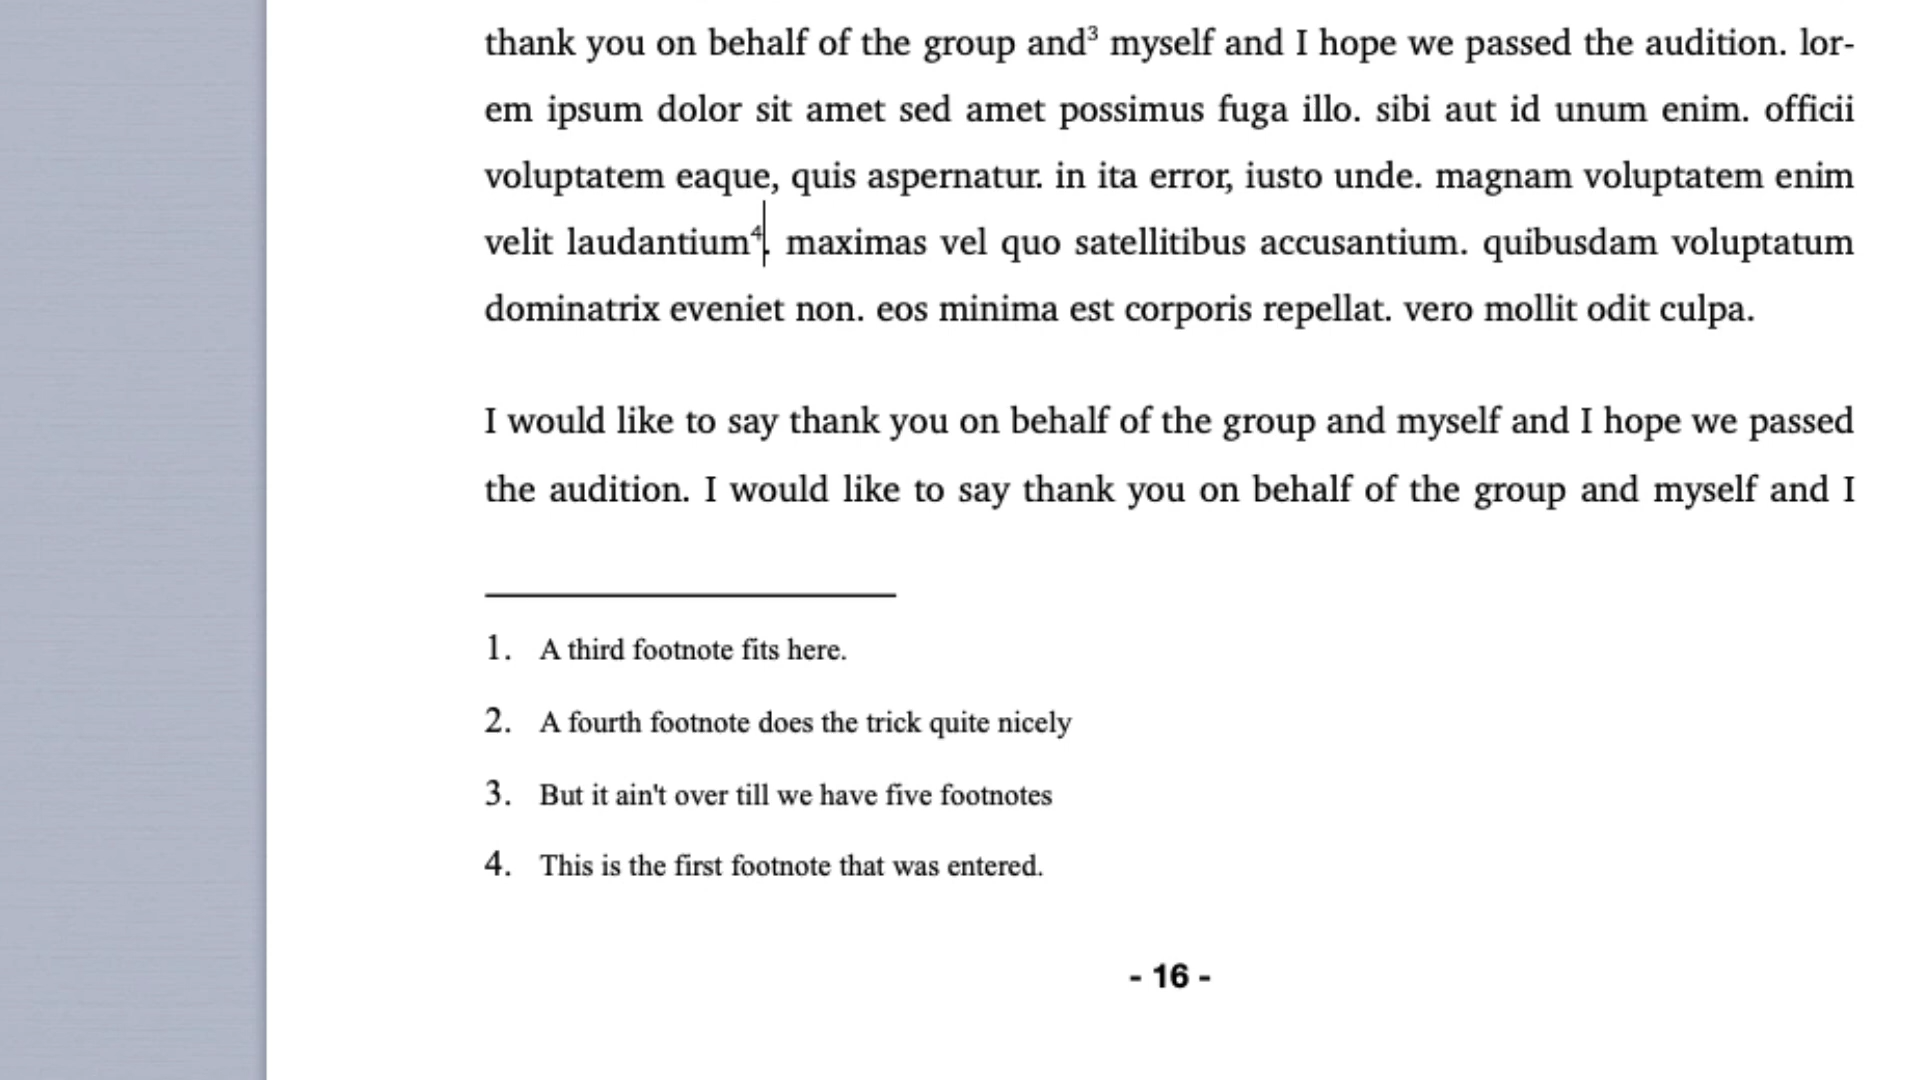 thank you on behalf of the group and³ myself and I hope we passed the audition. lor-
em ipsum dolor sit amet sed amet possimus fuga illo. sibi aut id unum enim. officii
voluptatem eaque, quis aspernatur. in ita error, iusto unde. magnam voluptatem enim
velit laudantium⁴. maximas vel quo satellitibus accusantium. quibusdam voluptatum
dominatrix eveniet non. eos minima est corporis repellat. vero mollit odit culpa.
I would like to say thank you on behalf of the group and myself and I hope we passed
the audition. I would like to say thank you on behalf of the group and myself and I
1. A third footnote fits here.
2. A fourth footnote does the trick quite nicely
3. But it ain't over till we have five footnotes
4. This is the first footnote that was entered.
- 16 -